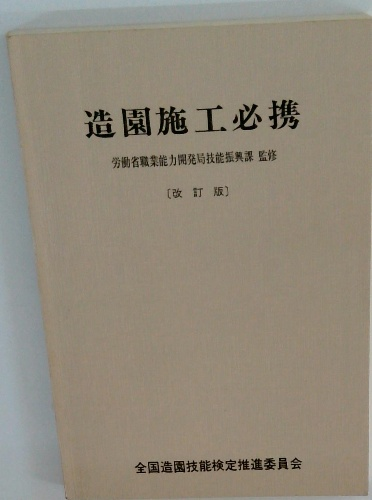 造園施工必携
労働省職業能力開発局技能振興課 監修
〔改訂版〕
全国造園技能検定推進委員会